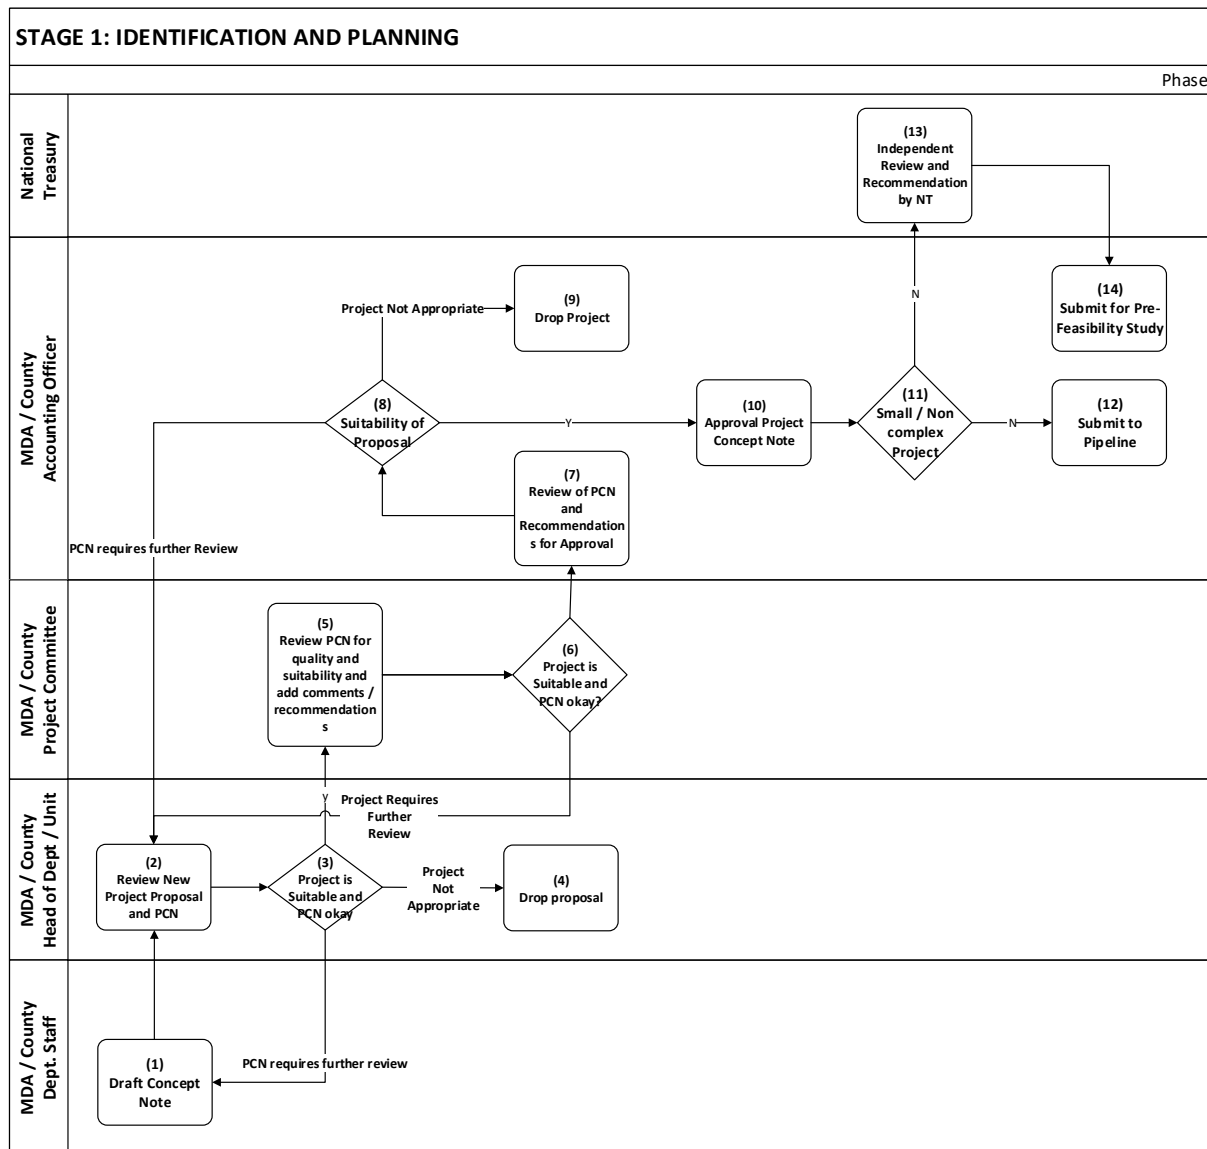 STAGE 1: IDENTIFICATION AND PLANNING
Phase
National
Treasury
(13)
Independent
Review and
Recommendation
by NT
MDA / County
Accounting Officer
Project Not Appropriate
(9)
Drop Project
N
(14)
Submit for Pre-
Feasibility Study
(8)
Suitability of
Proposal
Y
(10)
Approval Project
Concept Note
(11)
Small / Non
complex
Project
N
(12)
Submit to
Pipeline
(7)
Review of PCN
and
Recommendation
s for Approval
PCN requires further Review
MDA / County
Project Committee
(5)
Review PCN for
quality and
suitability and
add comments /
recommendation
s
(6)
Project is
Suitable and
PCN okay?
MDA / County
Head of Dept / Unit
y
Project Requires
Further
Review
(2)
Review New
Project Proposal
and PCN
(3)
Project is
Suitable and
PCN okay
Project
Not
Appropriate
(4)
Drop proposal
MDA / County
Dept. Staff
(1)
Draft Concept
Note
PCN requires further review